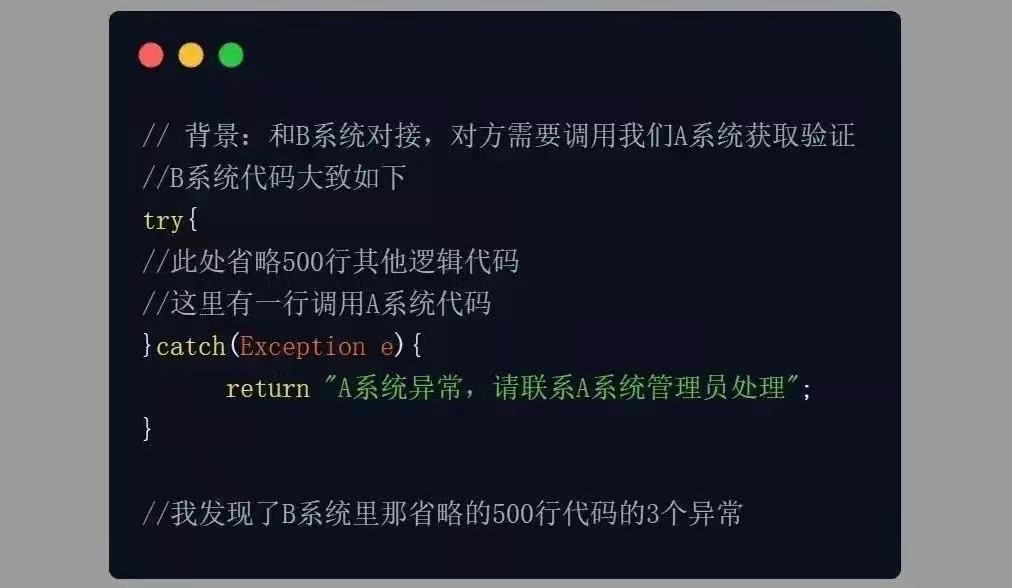 // 背景：和B系统对接，对方需要调用我们A系统获取验证
//B系统代码大致如下
try{
//此处省略500行其他逻辑代码
//这里有一行调用A系统代码
}catch(Exception e){
return "A系统异常，请联系A系统管理员处理";
}
//我发现了B系统里那省略的500行代码的3个异常